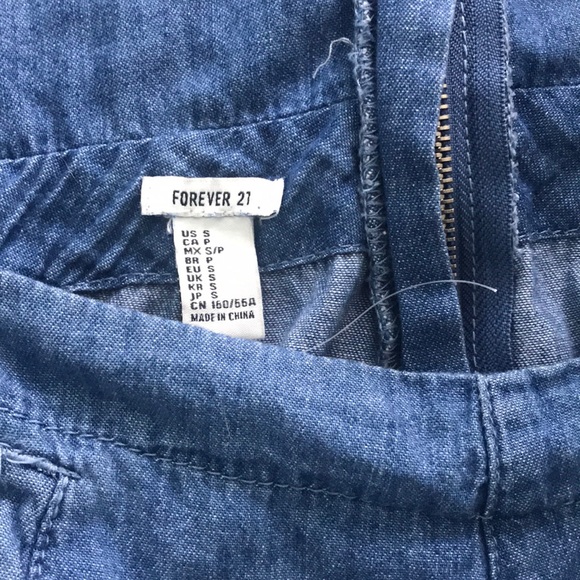 FOREVER 21
US S
CA P
MX S/P
BR P
EU S
UK S
KR S
JP S
CN 160/66A
MADE IN CHINA